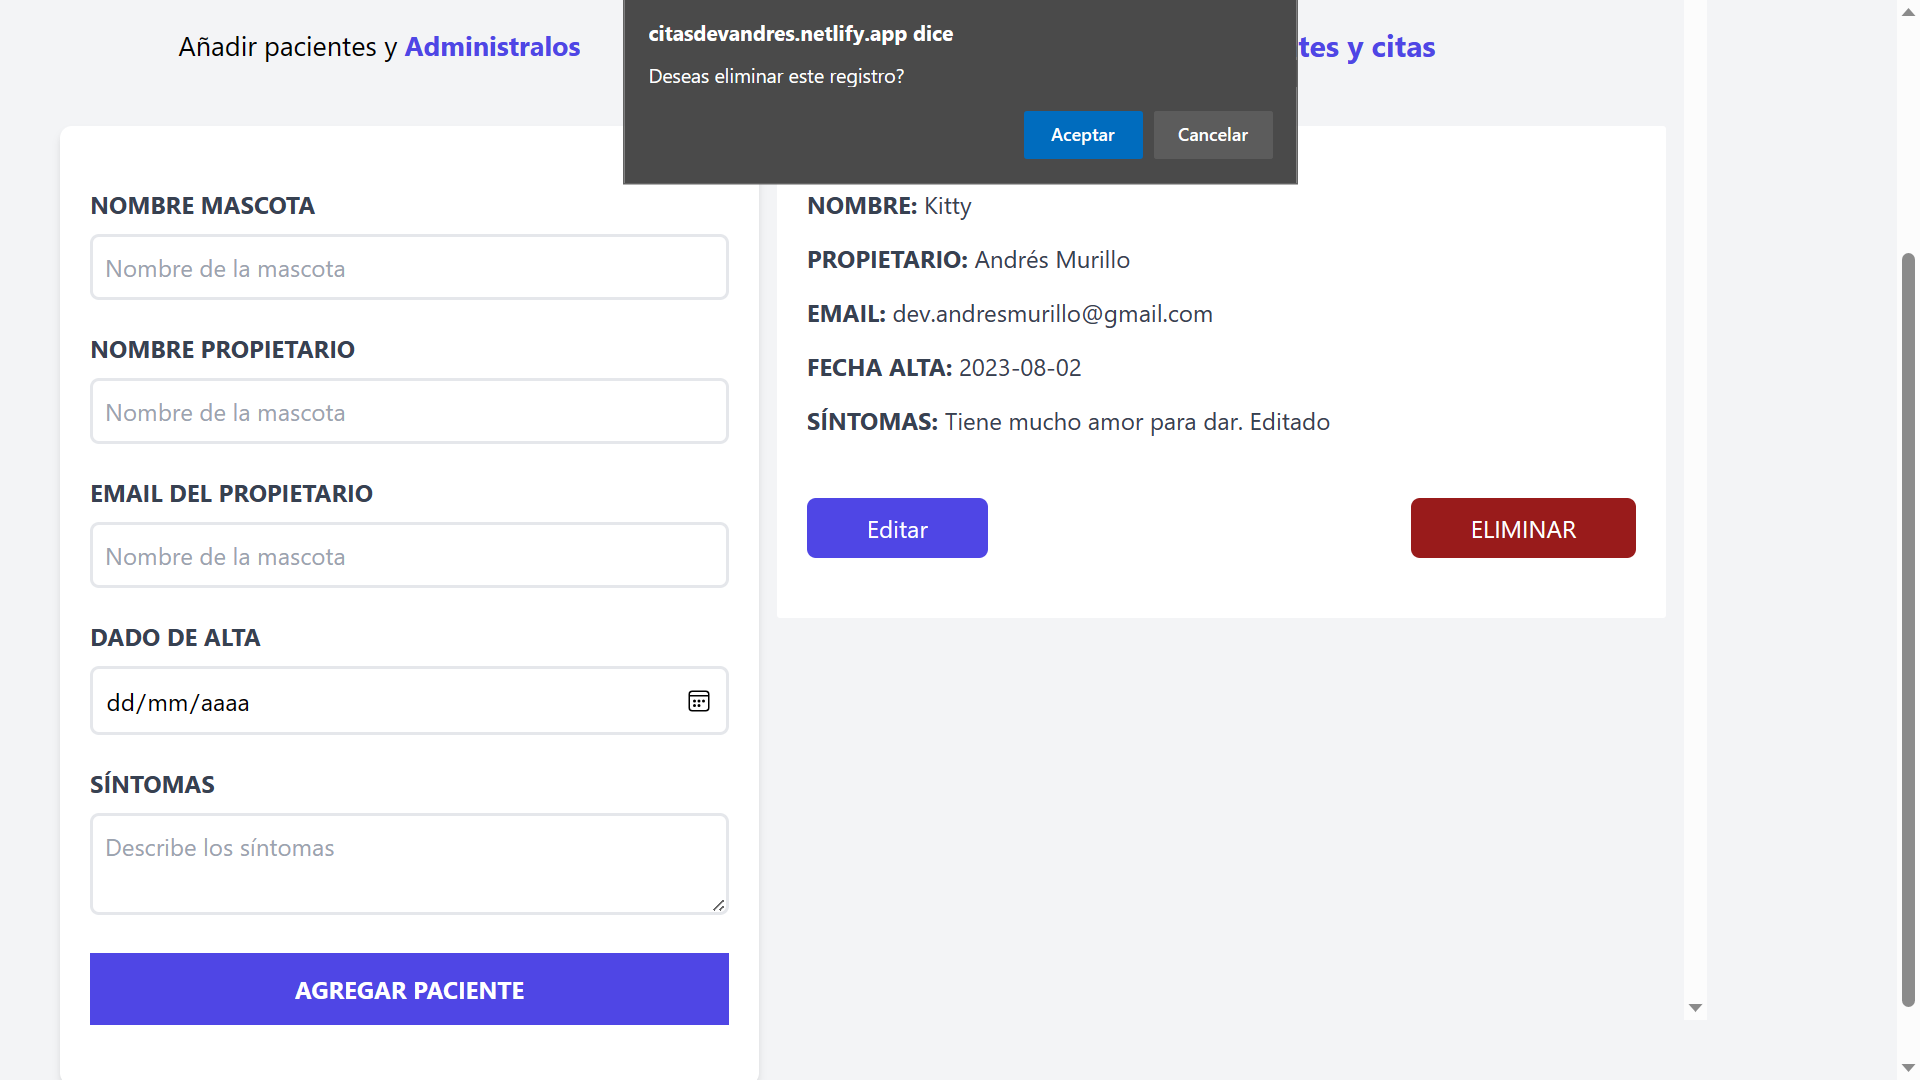 Añadir pacientes y Administralos
citasdevandres.netlify.app dice
Deseas eliminar este registro?
Aceptar
Cancelar
tes y citas
NOMBRE MASCOTA
Nombre de la mascota
NOMBRE PROPIETARIO
Nombre de la mascota
EMAIL DEL PROPIETARIO
Nombre de la mascota
DADO DE ALTA
dd/mm/aaaa
SÍNTOMAS
Describe los síntomas
AGREGAR PACIENTE
NOMBRE: Kitty
PROPIETARIO: Andrés Murillo
EMAIL: dev.andresmurillo@gmail.com
FECHA ALTA: 2023-08-02
SÍNTOMAS: Tiene mucho amor para dar. Editado
Editar
ELIMINAR